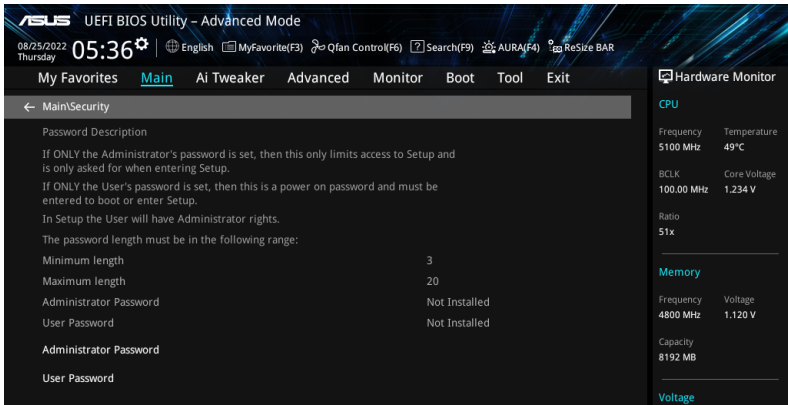 ASUS UEFI BIOS Utility – Advanced Mode
08/25/2022 Thursday 05:36 English MyFavorite(F3) Qfan Control(F6) Search(F9) AURA(F4) ReSize BAR
My Favorites Main Ai Tweaker Advanced Monitor Boot Tool Exit
Main\Security
Password Description
If ONLY the Administrator's password is set, then this only limits access to Setup and
is only asked for when entering Setup.
If ONLY the User's password is set, then this is a power on password and must be
entered to boot or enter Setup.
In Setup the User will have Administrator rights.
The password length must be in the following range:
Minimum length 3
Maximum length 20
Administrator Password Not Installed
User Password Not Installed
Administrator Password
User Password
Hardware Monitor
CPU
Frequency Temperature
5100 MHz 49°C
BCLK Core Voltage
100.00 MHz 1.234 V
Ratio
51x
Memory
Frequency Voltage
4800 MHz 1.120 V
Capacity
8192 MB
Voltage